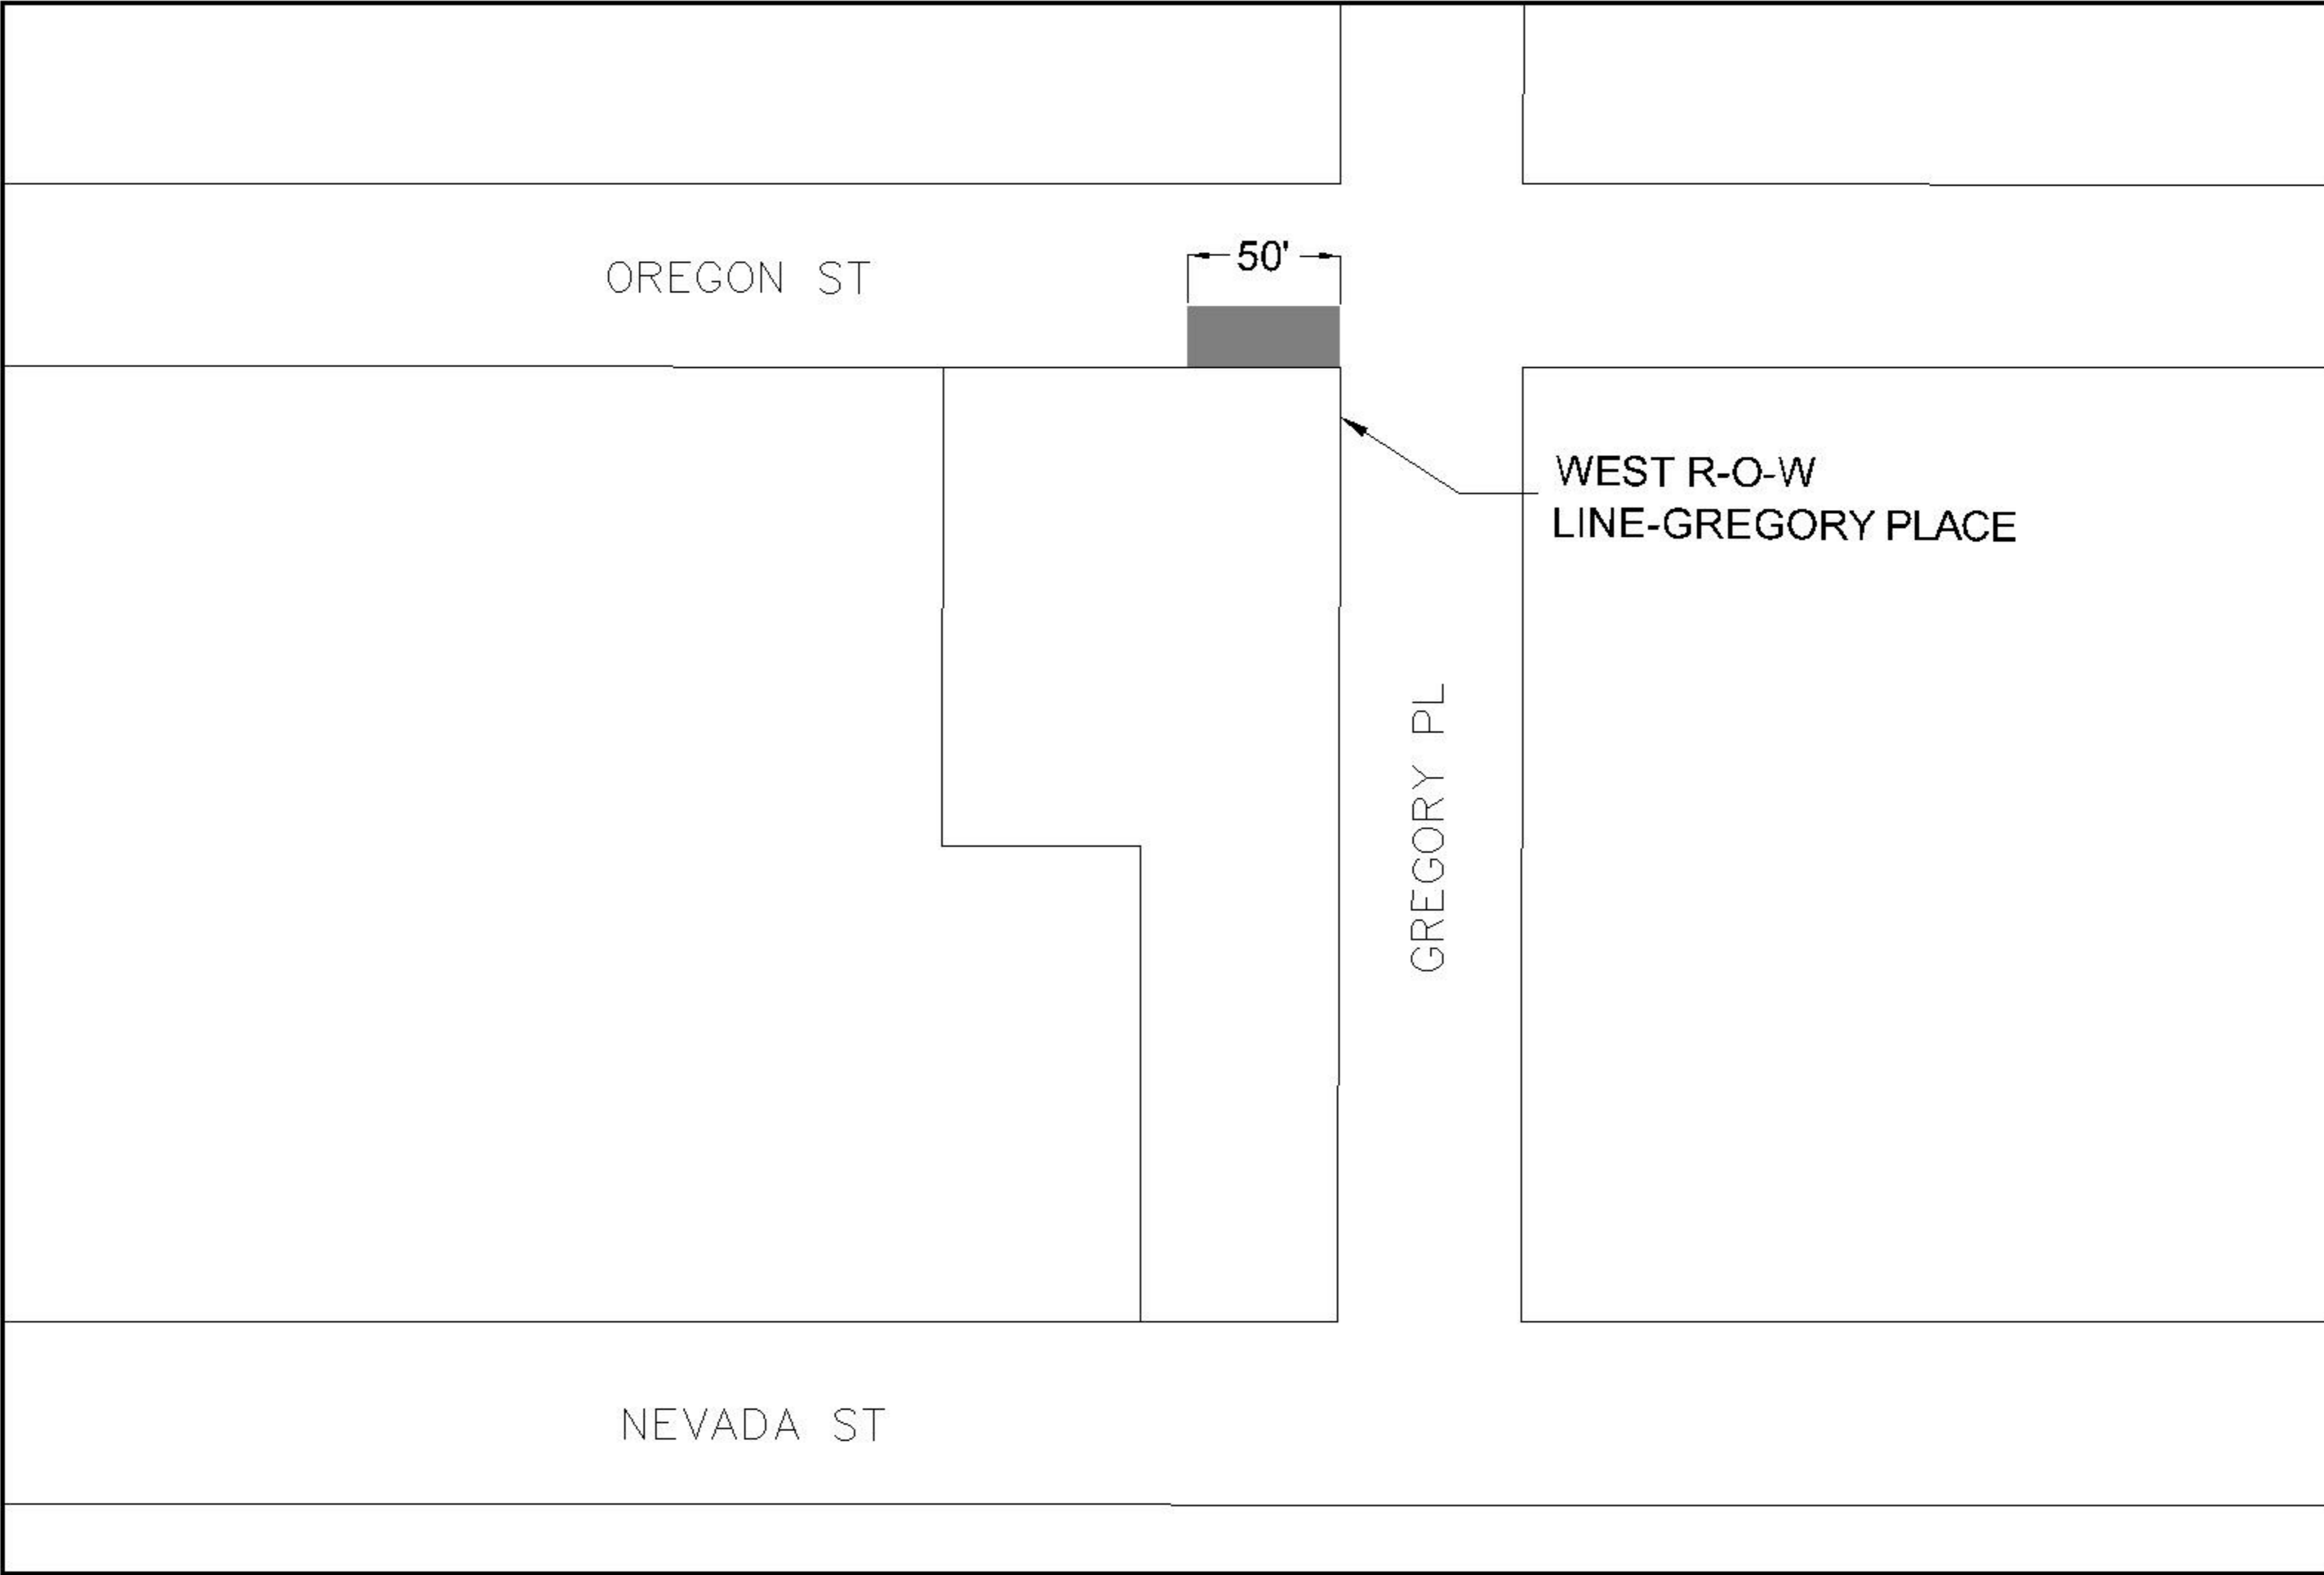 OREGON ST
50'
WEST R-O-W
LINE-GREGORY PLACE
GREGORY PL
NEVADA ST